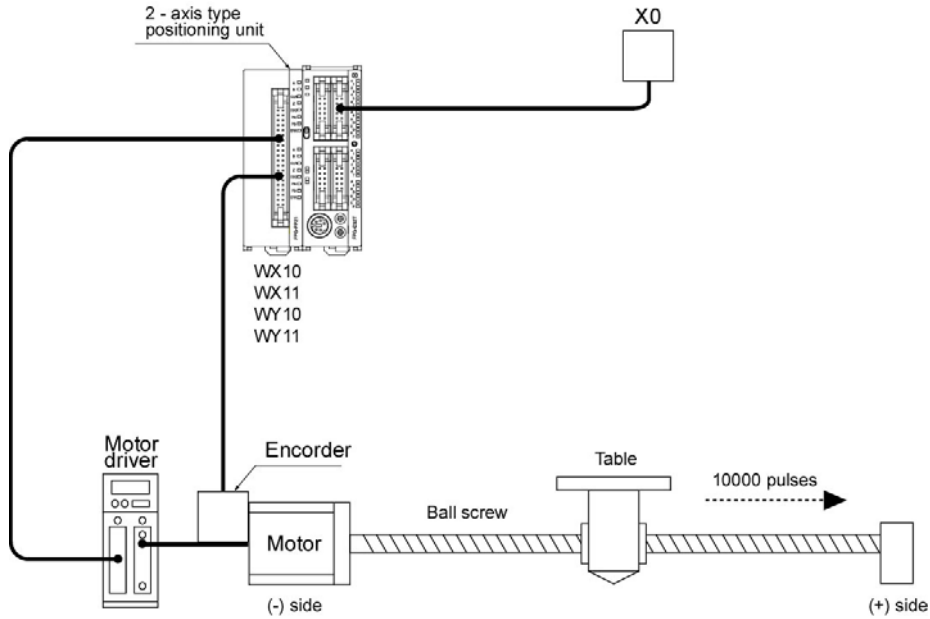 2 - axis type
positioning unit
X0
WX10
WX11
WY10
WY11
Motor
driver
Encorder
Table
10000 pulses
Ball screw
Motor
(-) side
(+) side